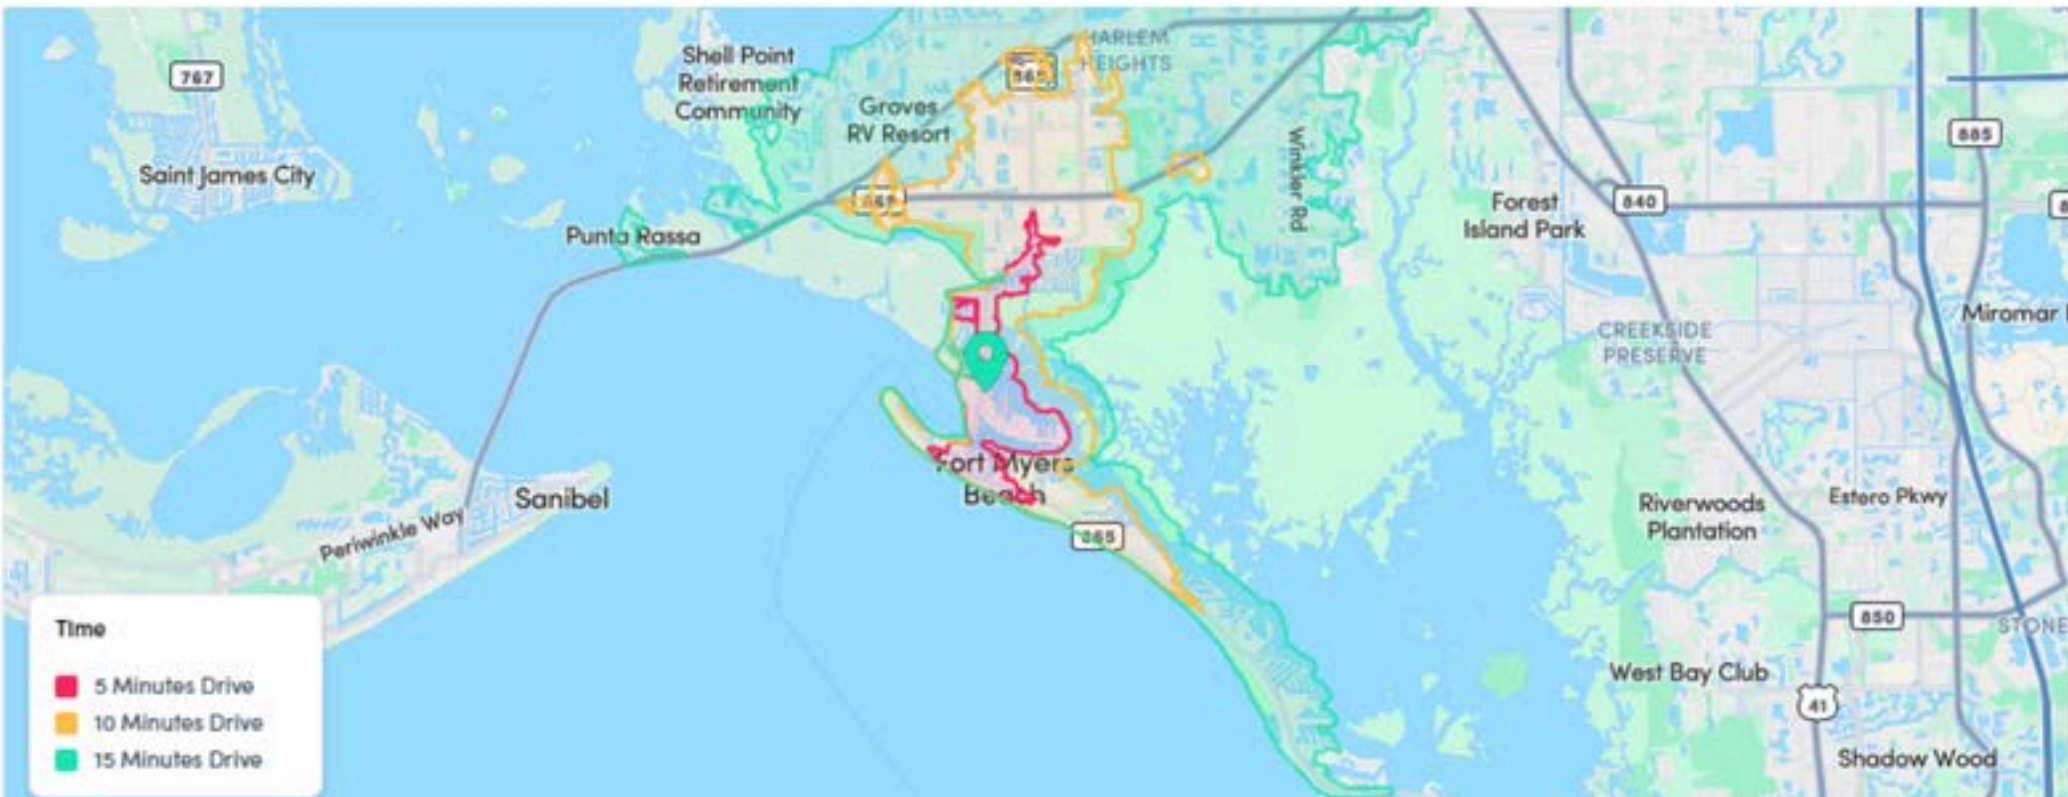 767
Saint James City
Shell Point
Retirement
Community
Groves
RV Resort
HARLEM
HEIGHTS
865
Winkler Rd
Punta Rassa
Forest
Island Park
840
885
Miromar
CREEKSIDE
PRESERVE
Fort Myers
Beach
865
Sanibel
Periwinkle Way
Riverwoods
Plantation
Estero Pkwy
850
STONE
West Bay Club
41
Shadow Wood
Time
5 Minutes Drive
10 Minutes Drive
15 Minutes Drive